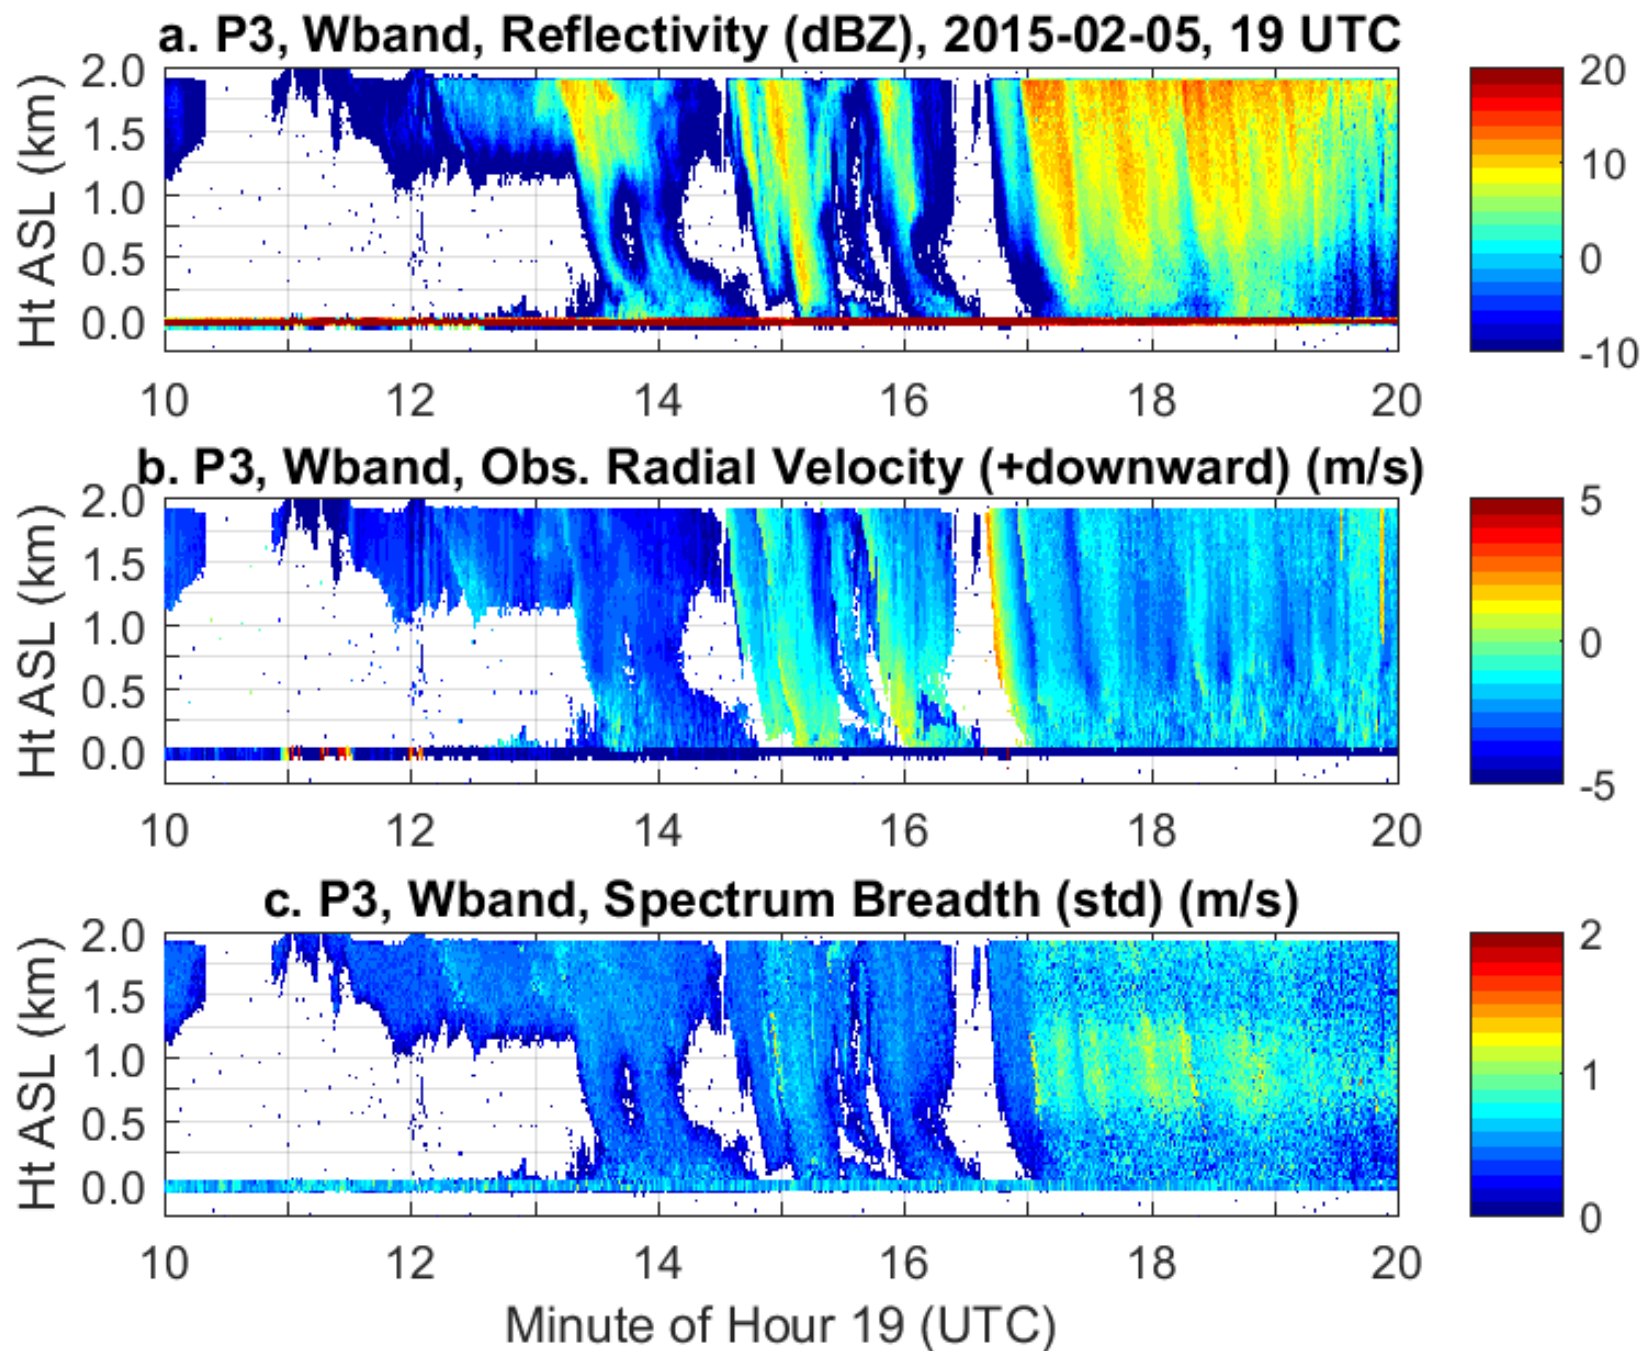 a. P3, Wband, Reflectivity (dBZ), 2015-02-05, 19 UTC
Ht ASL (km)
2.0
1.5
1.0
0.5
0.0
10 12 14 16 18 20
20
10
0
-10
b. P3, Wband, Obs. Radial Velocity (+downward) (m/s)
Ht ASL (km)
2.0
1.5
1.0
0.5
0.0
10 12 14 16 18 20
5
0
-5
c. P3, Wband, Spectrum Breadth (std) (m/s)
Ht ASL (km)
2.0
1.5
1.0
0.5
0.0
10 12 14 16 18 20
2
1
0
Minute of Hour 19 (UTC)